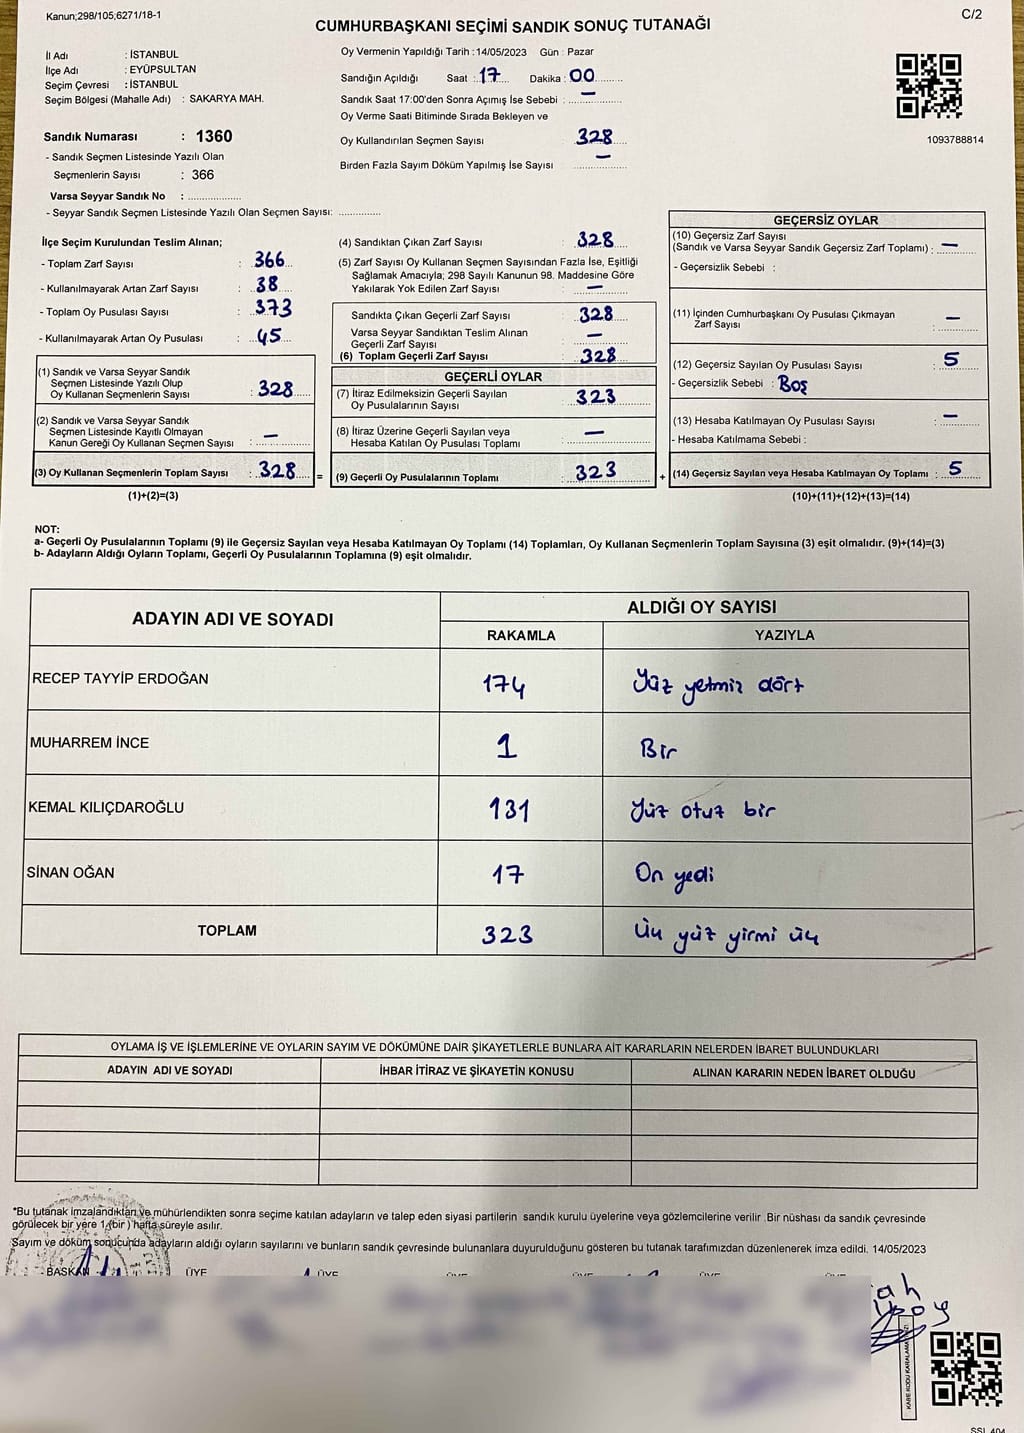 Kanun;298/105;6271/18-1
C/2
CUMHURBAŞKANI SEÇİMİ SANDIK SONUÇ TUTANAĞI
İl Adı : İSTANBUL
İlçe Adı : EYÜPSULTAN
Seçim Çevresi : İSTANBUL
Seçim Bölgesi (Mahalle Adı) : SAKARYA MAH.
Sandık Numarası : 1360
- Sandık Seçmen Listesinde Yazılı Olan
Seçmenlerin Sayısı : 366
Varsa Seyyar Sandık No : ..................
- Seyyar Sandık Seçmen Listesinde Yazılı Olan Seçmen Sayısı: ..............
Oy Vermenin Yapıldığı Tarih : 14/05/2023 Gün : Pazar
Sandığın Açıldığı Saat : 17 Dakika : 00
Sandık Saat 17:00'den Sonra Açımış İse Sebebi : —
Oy Verme Saati Bitiminde Sırada Bekleyen ve
Oy Kullandırılan Seçmen Sayısı : 328
Birden Fazla Sayım Döküm Yapılmış İse Sayısı —
1093788814
İlçe Seçim Kurulundan Teslim Alınan;
- Toplam Zarf Sayısı : 366
- Kullanılmayarak Artan Zarf Sayısı : 38
- Toplam Oy Pusulası Sayısı : 373
- Kullanılmayarak Artan Oy Pusulası : 45
(1) Sandık ve Varsa Seyyar Sandık
Seçmen Listesinde Yazılı Olup
Oy Kullanan Seçmenlerin Sayısı : 328
(2) Sandık ve Varsa Seyyar Sandık
Seçmen Listesinde Kayıtlı Olmayan
Kanun Gereği Oy Kullanan Seçmen Sayısı : —
(3) Oy Kullanan Seçmenlerin Toplam Sayısı : 328
(1)+(2)=(3)
=
(4) Sandıktan Çıkan Zarf Sayısı : 328
(5) Zarf Sayısı Oy Kullanan Seçmen Sayısından Fazla İse, Eşitliği
Sağlamak Amacıyla; 298 Sayılı Kanunun 98. Maddesine Göre
Yakılarak Yok Edilen Zarf Sayısı : —
Sandıkta Çıkan Geçerli Zarf Sayısı : 328
Varsa Seyyar Sandıktan Teslim Alınan
Geçerli Zarf Sayısı : —
(6) Toplam Geçerli Zarf Sayısı : 328
GEÇERLİ OYLAR
(7) İtiraz Edilmeksizin Geçerli Sayılan
Oy Pusulalarının Sayısı : 323
(8) İtiraz Üzerine Geçerli Sayılan veya
Hesaba Katılan Oy Pusulası Toplamı : —
(9) Geçerli Oy Pusulalarının Toplamı : 323
+
GEÇERSİZ OYLAR
(10) Geçersiz Zarf Sayısı
(Sandık ve Varsa Seyyar Sandık Geçersiz Zarf Toplamı) : —
- Geçersizlik Sebebi :
(11) İçinden Cumhurbaşkanı Oy Pusulası Çıkmayan
Zarf Sayısı : —
(12) Geçersiz Sayılan Oy Pusulası Sayısı : 5
- Geçersizlik Sebebi : Boş
(13) Hesaba Katılmayan Oy Pusulası Sayısı : —
- Hesaba Katılmama Sebebi :
(14) Geçersiz Sayılan veya Hesaba Katılmayan Oy Toplamı : 5
(10)+(11)+(12)+(13)=(14)
NOT:
a- Geçerli Oy Pusulalarının Toplamı (9) ile Geçersiz Sayılan veya Hesaba Katılmayan Oy Toplamı (14) Toplamları, Oy Kullanan Seçmenlerin Toplam Sayısına (3) eşit olmalıdır. (9)+(14)=(3)
b- Adayların Aldığı Oyların Toplamı, Geçerli Oy Pusulalarının Toplamına (9) eşit olmalıdır.
ADAYIN ADI VE SOYADI
ALDIĞI OY SAYISI
RAKAMLA YAZIYLA
RECEP TAYYİP ERDOĞAN 174 Yüz yetmiz dört
MUHARREM İNCE 1 Bir
KEMAL KILIÇDAROĞLU 131 Yüz otuz bir
SİNAN OĞAN 17 On yedi
TOPLAM 323 Üç yüz yirmi üç
OYLAMA İŞ VE İŞLEMLERİNE VE OYLARIN SAYIM VE DÖKÜMÜNE DAİR ŞİKAYETLERLE BUNLARA AİT KARARLARIN NELERDEN İBARET BULUNDUKLARI
ADAYIN ADI VE SOYADI İHBAR İTİRAZ VE ŞİKAYETİN KONUSU ALINAN KARARIN NEDEN İBARET OLDUĞU
*Bu tutanak imzalandıktan ve mühürlendikten sonra seçime katılan adayların ve talep eden siyasi partilerin sandık kurulu üyelerine veya gözlemcilerine verilir .Bir nüshası da sandık çevresinde
görülecek bir yere 1 (bir ) hafta süreyle asılır.
Sayım ve döküm sonucunda adayların aldığı oyların sayılarını ve bunların sandık çevresinde bulunanlara duyurulduğunu gösteren bu tutanak tarafımızdan düzenlenerek imza edildi. 14/05/2023
BAŞKAN ÜYE ÜYE ÜYE ÜYE ÜYE ÜYE